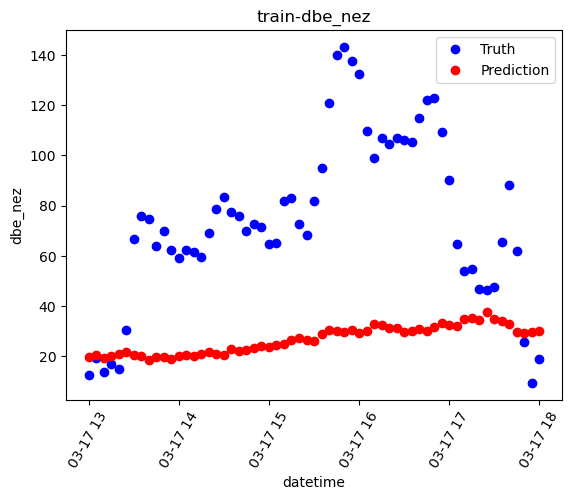 train-dbe_nez
Truth
Prediction
dbe_nez
140
120
100
80
60
40
20
03-17 13
03-17 14
03-17 15
03-17 16
03-17 17
03-17 18
datetime